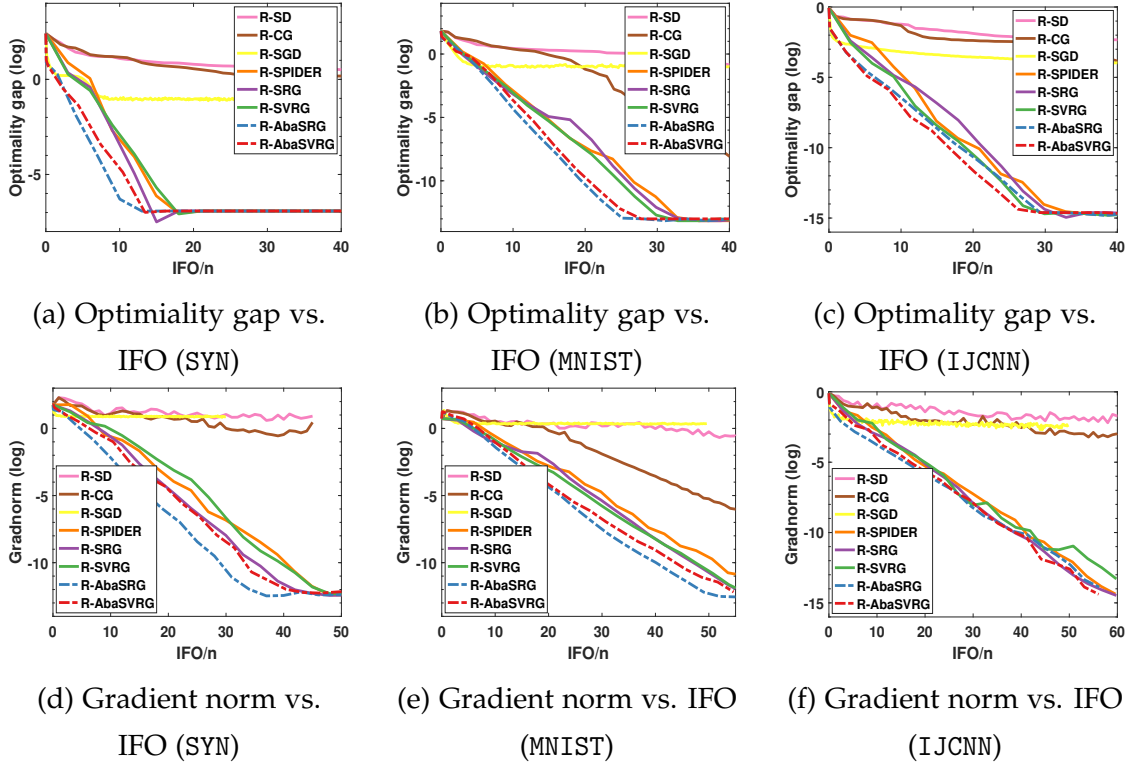 R-SD
R-CG
R-SGD
R-SPIDER
R-SRG
R-SVRG
R-AbaSRG
R-AbaSVRG
Optimality gap (log)
0
-5
0 10 20 30 40
IFO/n
(a) Optimiality gap vs.
IFO (SYN)
R-SD
R-CG
R-SGD
R-SPIDER
R-SRG
R-SVRG
R-AbaSRG
R-AbaSVRG
Optimality gap (log)
0
-5
-10
0 10 20 30 40
IFO/n
(b) Optimality gap vs.
IFO (MNIST)
R-SD
R-CG
R-SGD
R-SPIDER
R-SRG
R-SVRG
R-AbaSRG
R-AbaSVRG
Optimality gap (log)
0
-5
-10
-15
0 10 20 30 40
IFO/n
(c) Optimality gap vs.
IFO (IJCNN)
Gradnorm (log)
0
-5
-10
R-SD
R-CG
R-SGD
R-SPIDER
R-SRG
R-SVRG
R-AbaSRG
R-AbaSVRG
0 10 20 30 40 50
IFO/n
(d) Gradient norm vs.
IFO (SYN)
Gradnorm (log)
0
-5
-10
R-SD
R-CG
R-SGD
R-SPIDER
R-SRG
R-SVRG
R-AbaSRG
R-AbaSVRG
0 10 20 30 40 50
IFO/n
(e) Gradient norm vs. IFO
(MNIST)
Gradnorm (log)
0
-5
-10
-15
R-SD
R-CG
R-SGD
R-SPIDER
R-SRG
R-SVRG
R-AbaSRG
R-AbaSVRG
0 10 20 30 40 50 60
IFO/n
(f) Gradient norm vs. IFO
(IJCNN)